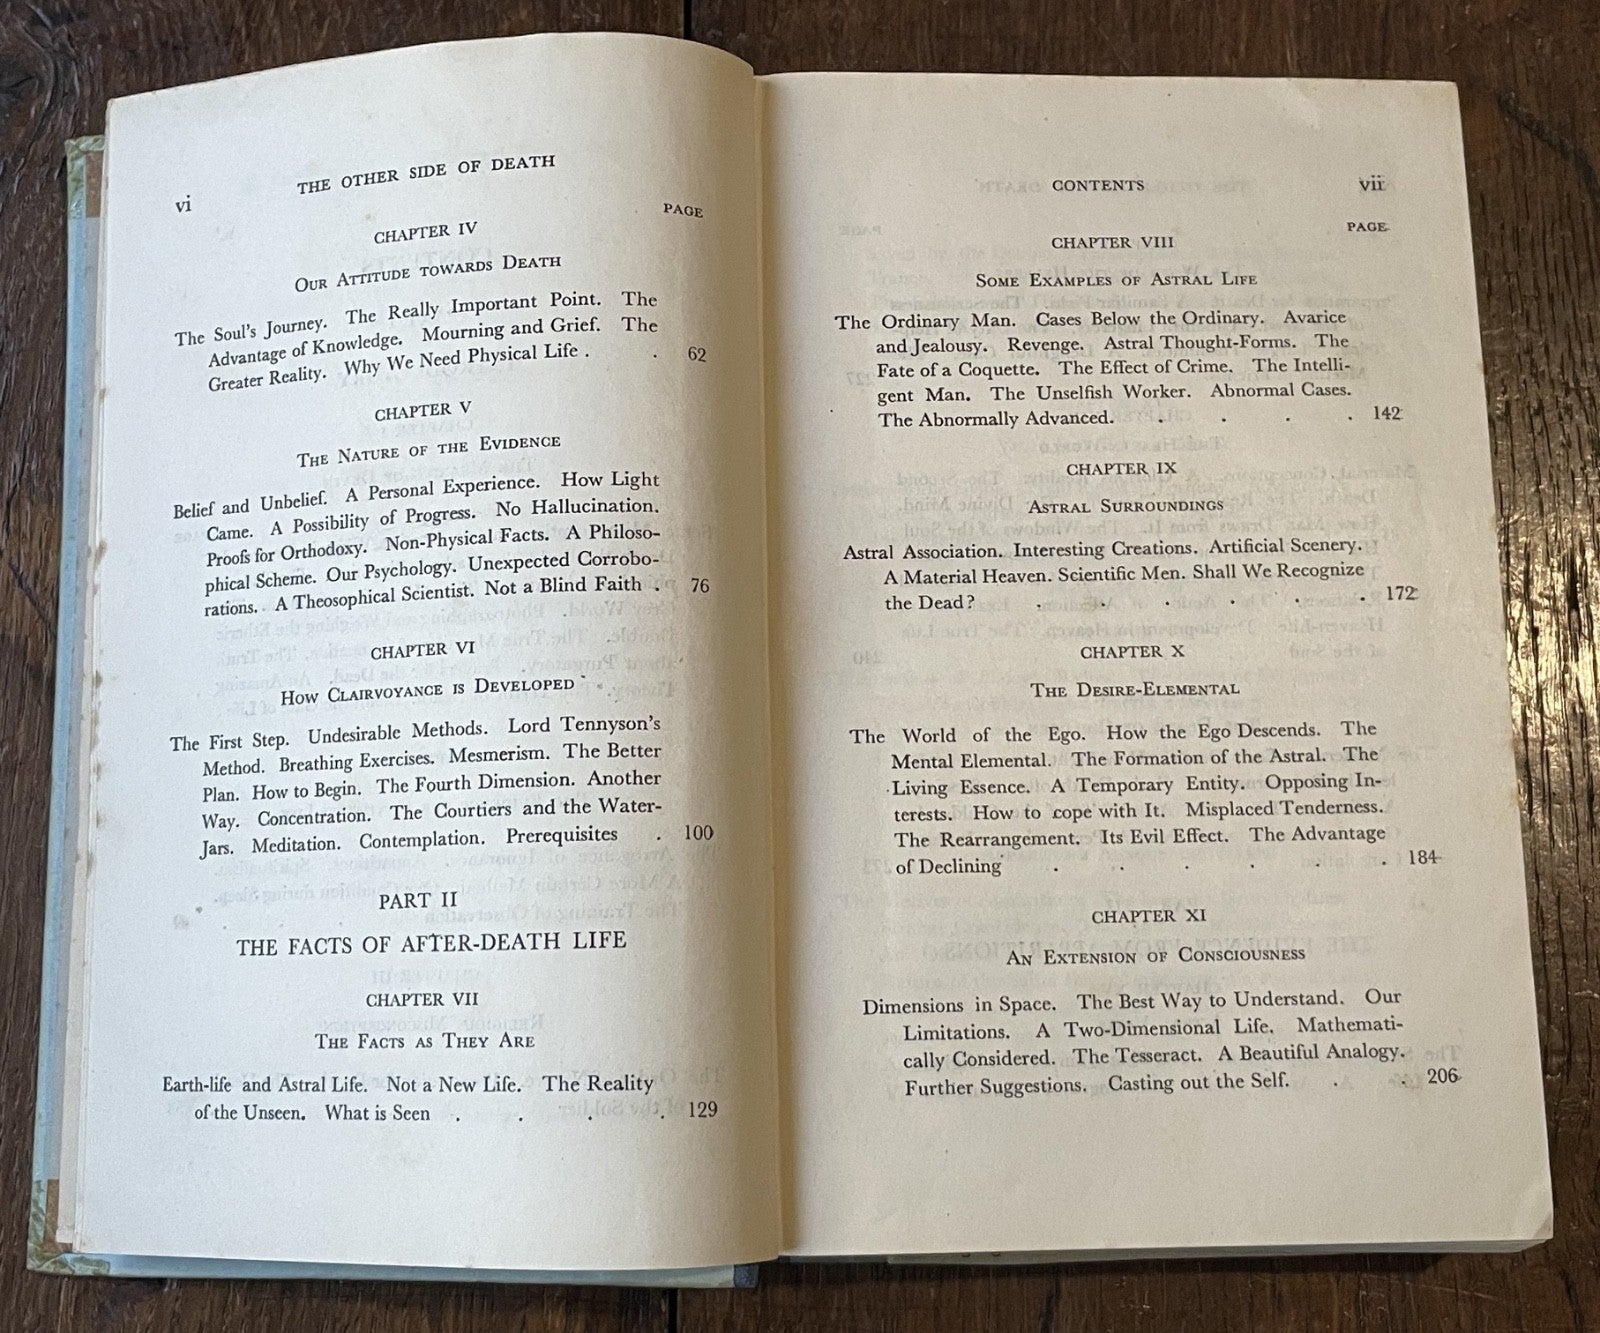 vi THE OTHER SIDE OF DEATH
PAGE
CHAPTER IV
OUR ATTITUDE TOWARDS DEATH
The Soul's Journey. The Really Important Point. The
Advantage of Knowledge. Mourning and Grief. The
Greater Reality. Why We Need Physical Life . . 62
CHAPTER V
THE NATURE OF THE EVIDENCE
Belief and Unbelief. A Personal Experience. How Light
Came. A Possibility of Progress. No Hallucination.
Proofs for Orthodoxy. Non-Physical Facts. A Philoso-
phical Scheme. Our Psychology. Unexpected Corrobo-
rations. A Theosophical Scientist. Not a Blind Faith . 76
CHAPTER VI
HOW CLAIRVOYANCE IS DEVELOPED
The First Step. Undesirable Methods. Lord Tennyson's
Method. Breathing Exercises. Mesmerism. The Better
Plan. How to Begin. The Fourth Dimension. Another
Way. Concentration. The Courtiers and the Water-
Jars. Meditation. Contemplation. Prerequisites . 100
PART II
THE FACTS OF AFTER-DEATH LIFE
CHAPTER VII
THE FACTS AS THEY ARE
Earth-life and Astral Life. Not a New Life. The Reality
of the Unseen. What is Seen . . . . 129
CONTENTS vii
PAGE
CHAPTER VIII
SOME EXAMPLES OF ASTRAL LIFE
The Ordinary Man. Cases Below the Ordinary. Avarice
and Jealousy. Revenge. Astral Thought-Forms. The
Fate of a Coquette. The Effect of Crime. The Intelli-
gent Man. The Unselfish Worker. Abnormal Cases.
The Abnormally Advanced. . . . . 142
CHAPTER IX
ASTRAL SURROUNDINGS
Astral Association. Interesting Creations. Artificial Scenery.
A Material Heaven. Scientific Men. Shall We Recognize
the Dead? . . . . . . 172
CHAPTER X
THE DESIRE-ELEMENTAL
The World of the Ego. How the Ego Descends. The
Mental Elemental. The Formation of the Astral. The
Living Essence. A Temporary Entity. Opposing In-
terests. How to cope with It. Misplaced Tenderness.
The Rearrangement. Its Evil Effect. The Advantage
of Declining . . . . . . 184
CHAPTER XI
AN EXTENSION OF CONSCIOUSNESS
Dimensions in Space. The Best Way to Understand. Our
Limitations. A Two-Dimensional Life. Mathemati-
cally Considered. The Tesseract. A Beautiful Analogy.
Further Suggestions. Casting out the Self. . . 206